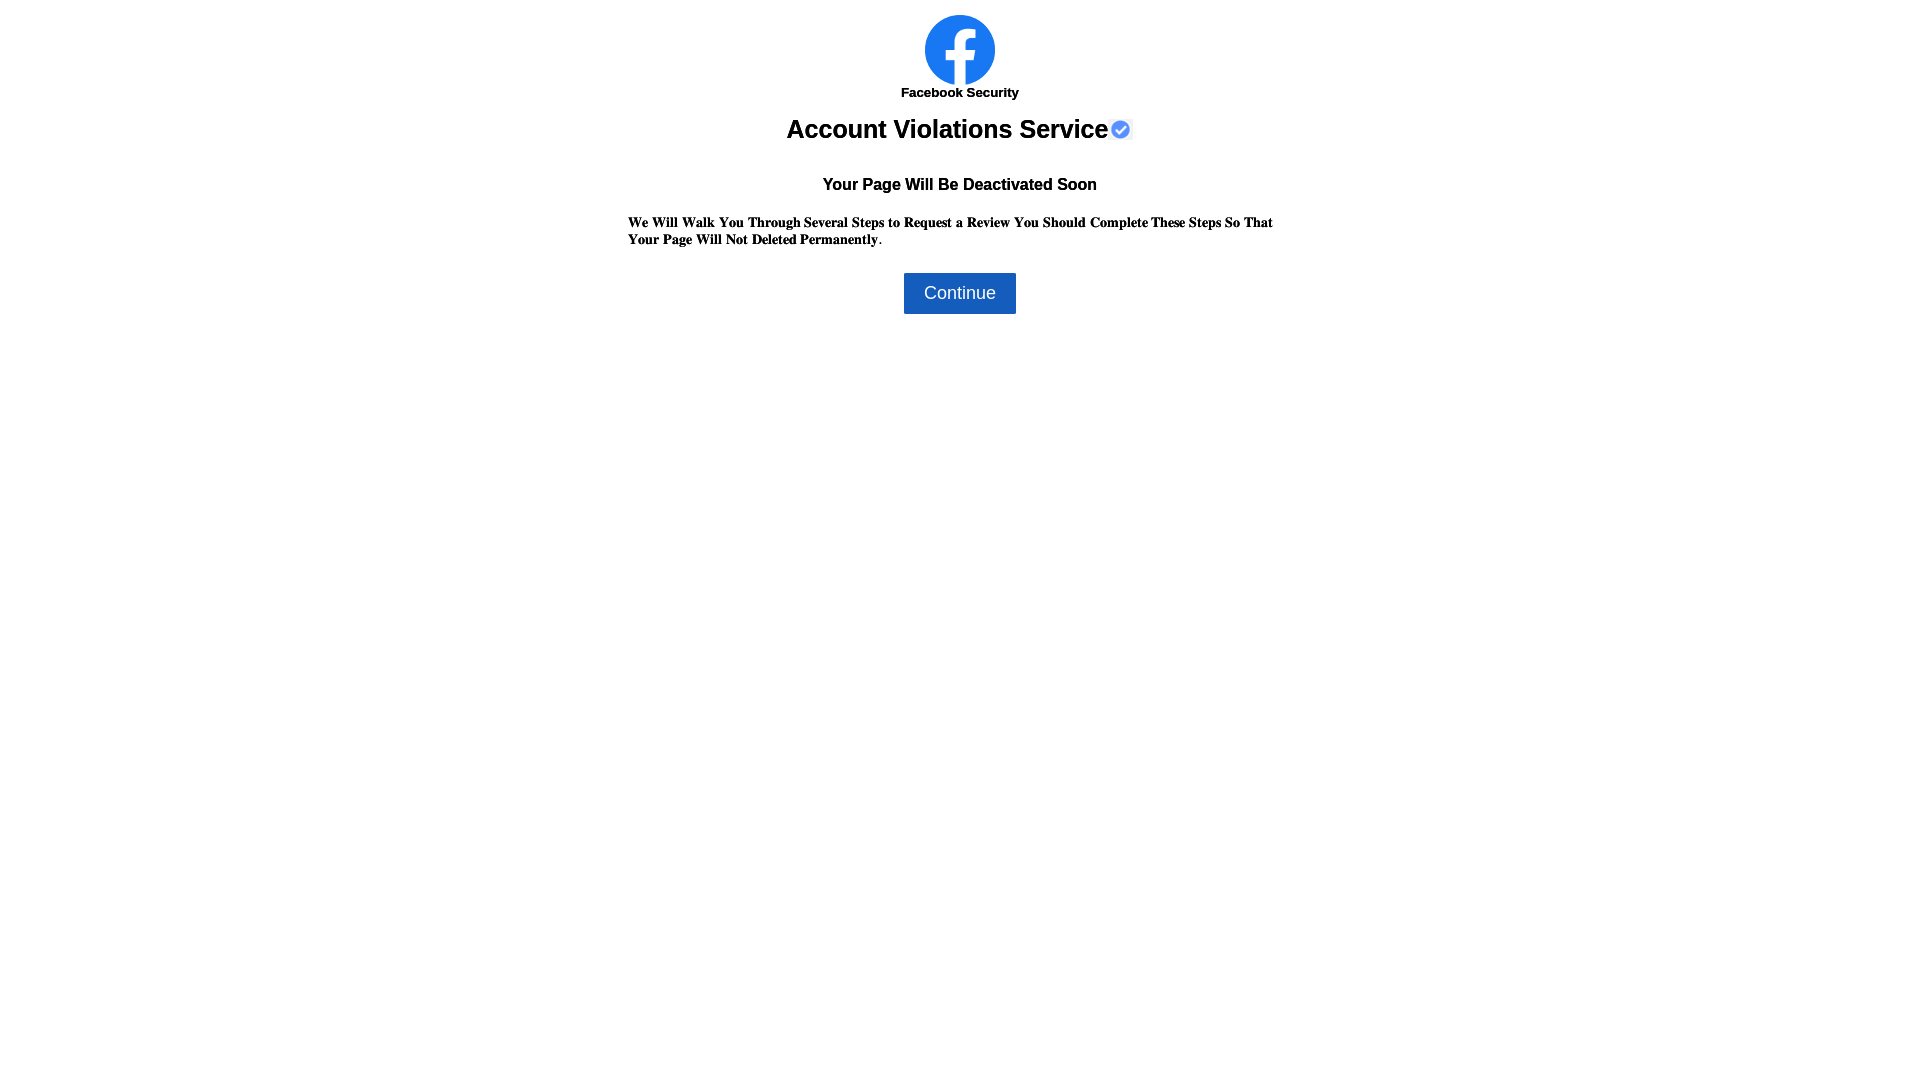 Facebook Security
Account Violations Service
Your Page Will Be Deactivated Soon
We Will Walk You Through Several Steps to Request a Review You Should Complete These Steps So That
Your Page Will Not Deleted Permanently.
Continue